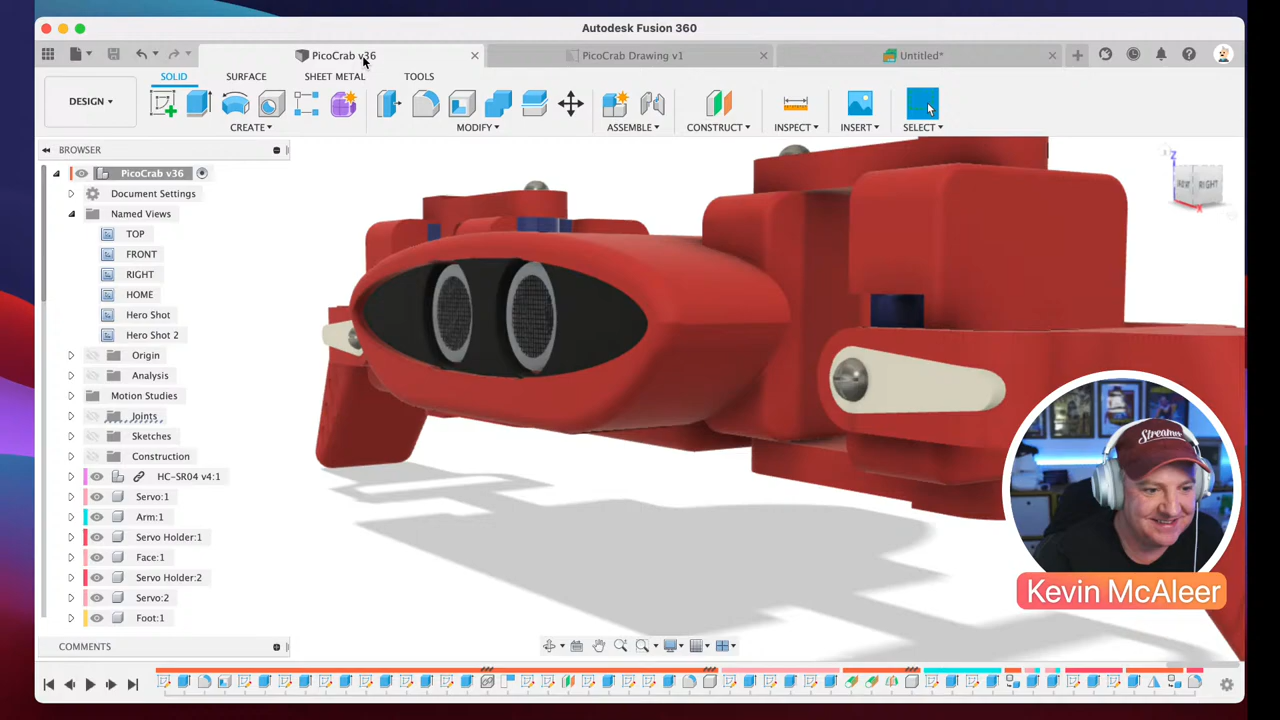 Autodesk Fusion 360
PicoCrab v36
PicoCrab Drawing v1
Untitled*
SOLID SURFACE SHEET METAL TOOLS
DESIGN
CREATE MODIFY ASSEMBLE CONSTRUCT INSPECT INSERT SELECT
BROWSER
PicoCrab v36
Document Settings
Named Views
TOP
FRONT
RIGHT
HOME
Hero Shot
Hero Shot 2
Origin
Analysis
Motion Studies
Joints
Sketches
Construction
HC-SR04 v4:1
Servo:1
Arm:1
Servo Holder:1
Face:1
Servo Holder:2
Servo:2
Foot:1
COMMENTS
Z
RIGHT
X
Kevin McAleer